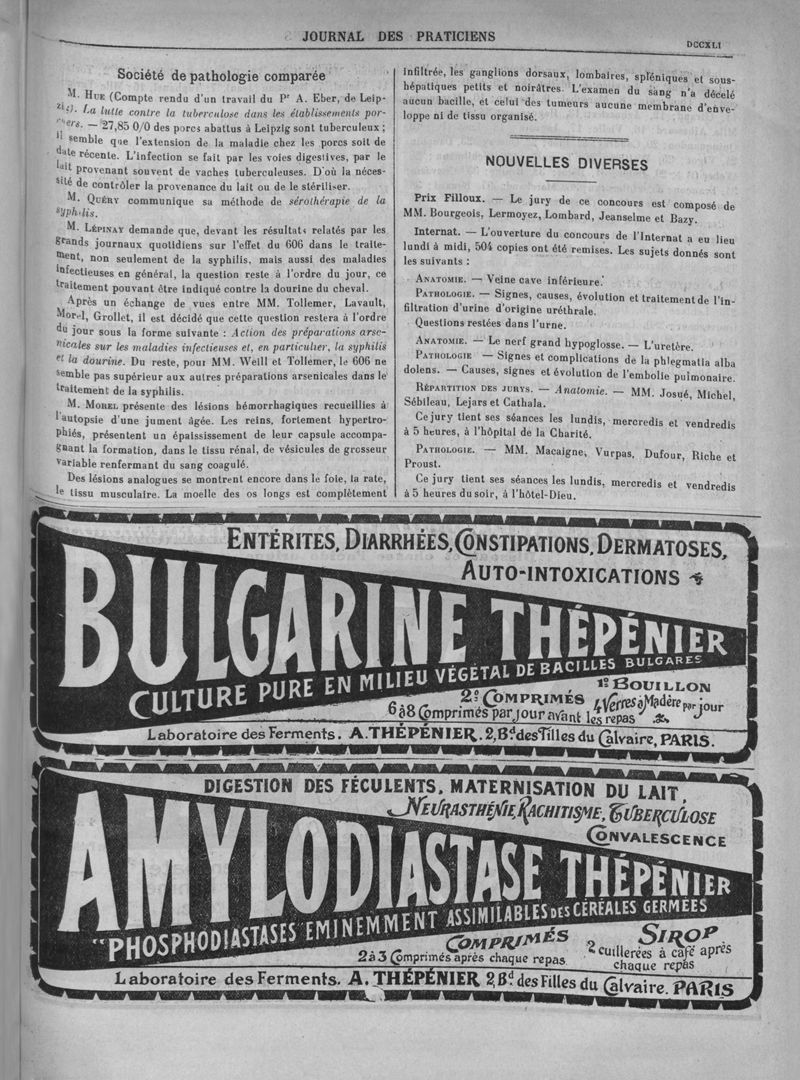 JOURNAL DES PRATICIENS
DCCXLI
Société de pathologie comparée
M. HUE (Compte rendu d'un travail du Pr A. Eber, de Leip-
zig). La lutte contre la tuberculose dans les établissements por-
chers. — 27,85 0/0 des porcs abattus à Leipzig sont tuberculeux ;
il semble que l'extension de la maladie chez les porcs soit de
date récente. L'infection se fait par les voies digestives, par le
lait provenant souvent de vaches tuberculeuses. D'où la néces-
sité de contrôler la provenance du lait ou de le stériliser.
M. QUÉRY communique sa méthode de sérothérapie de la
syphilis.
M. LÉPINAY demande que, devant les résultats relatés par les
grands journaux quotidiens sur l'effet du 606 dans le traite-
ment, non seulement de la syphilis, mais aussi des maladies
infectieuses en général, la question reste à l'ordre du jour, ce
traitement pouvant être indiqué contre la dourine du cheval.
Après un échange de vues entre MM. Tollemer, Lavault,
Morel, Grollet, il est décidé que cette question restera à l'ordre
du jour sous la forme suivante : Action des préparations arse-
nicales sur les maladies infectieuses et, en particulier, la syphilis
et la dourine. Du reste, pour MM. Weill et Tollemer, le 606 ne
semble pas supérieur aux autres préparations arsenicales dans le
traitement de la syphilis.
M. MOREL présente des lésions hémorrhagiques recueillies à
l'autopsie d'une jument âgée. Les reins, fortement hypertro-
phiés, présentent un épaississement de leur capsule accompa-
gnant la formation, dans le tissu rénal, de vésicules de grosseur
variable renfermant du sang coagulé.
Des lésions analogues se montrent encore dans le foie, la rate,
le tissu musculaire. La moelle des os longs est complètement
infiltrée, les ganglions dorsaux, lombaires, spléniques et sous-
hépatiques petits et noirâtres. L'examen du sang n'a décelé
aucun bacille, et celui des tumeurs aucune membrane d'enve-
loppe ni de tissu organisé.
NOUVELLES DIVERSES
Prix Filloux. — Le jury de ce concours est composé de
MM. Bourgeois, Lermoyez, Lombard, Jeanselme et Bazy.
Internat. — L'ouverture du concours de l'Internat a eu lieu
lundi à midi, 504 copies ont été remises. Les sujets donnés sont
les suivants :
ANATOMIE. — Veine cave inférieure.
PATHOLOGIE. — Signes, causes, évolution et traitement de l'in-
filtration d'urine d'origine uréthrale.
Questions restées dans l'urne.
ANATOMIE. — Le nerf grand hypoglosse. — L'uretère.
PATHOLOGIE — Signes et complications de la phlegmatia alba
dolens. — Causes, signes et évolution de l'embolie pulmonaire.
RÉPARTITION DES JURYS. — Anatomie. — MM. Josué, Michel,
Sébileau, Lejars et Cathala.
Ce jury tient ses séances les lundis, mercredis et vendredis
à 5 heures, à l'hôpital de la Charité.
PATHOLOGIE. — MM. Macaigne, Vurpas, Dufour, Riche et
Proust.
Ce jury tient ses séances les lundis, mercredis et vendredis
à 5 heures du soir, à l'hôtel-Dieu.
ENTÉRITES, DIARRHÉES, CONSTIPATIONS, DERMATOSES,
AUTO-INTOXICATIONS
BULGARINE THÉPÉNIER
CULTURE PURE EN MILIEU VÉGÉTAL DE BACILLES BULGARES
1º BOUILLON
4 Verres à Madère par jour
2º COMPRIMÉS
6 à 8 Comprimés par jour avant les repas
Laboratoire des Ferments. A. THÉPÉNIER. 2, Bd des Filles du Calvaire, PARIS.
DIGESTION DES FÉCULENTS, MATERNISATION DU LAIT,
NEURASTHÉNIE, RACHITISME, TUBERCULOSE
CONVALESCENCE
AMYLODIASTASE THÉPÉNIER
"PHOSPHODIASTASES EMINEMMENT ASSIMILABLES DES CÉRÉALES GERMÉES
COMPRIMÉS
2 à 3 Comprimés après chaque repas
SIROP
2 cuillerées à café après
chaque repas
Laboratoire des Ferments. A. THÉPÉNIER 2, Bd. des Filles du Calvaire. PARIS